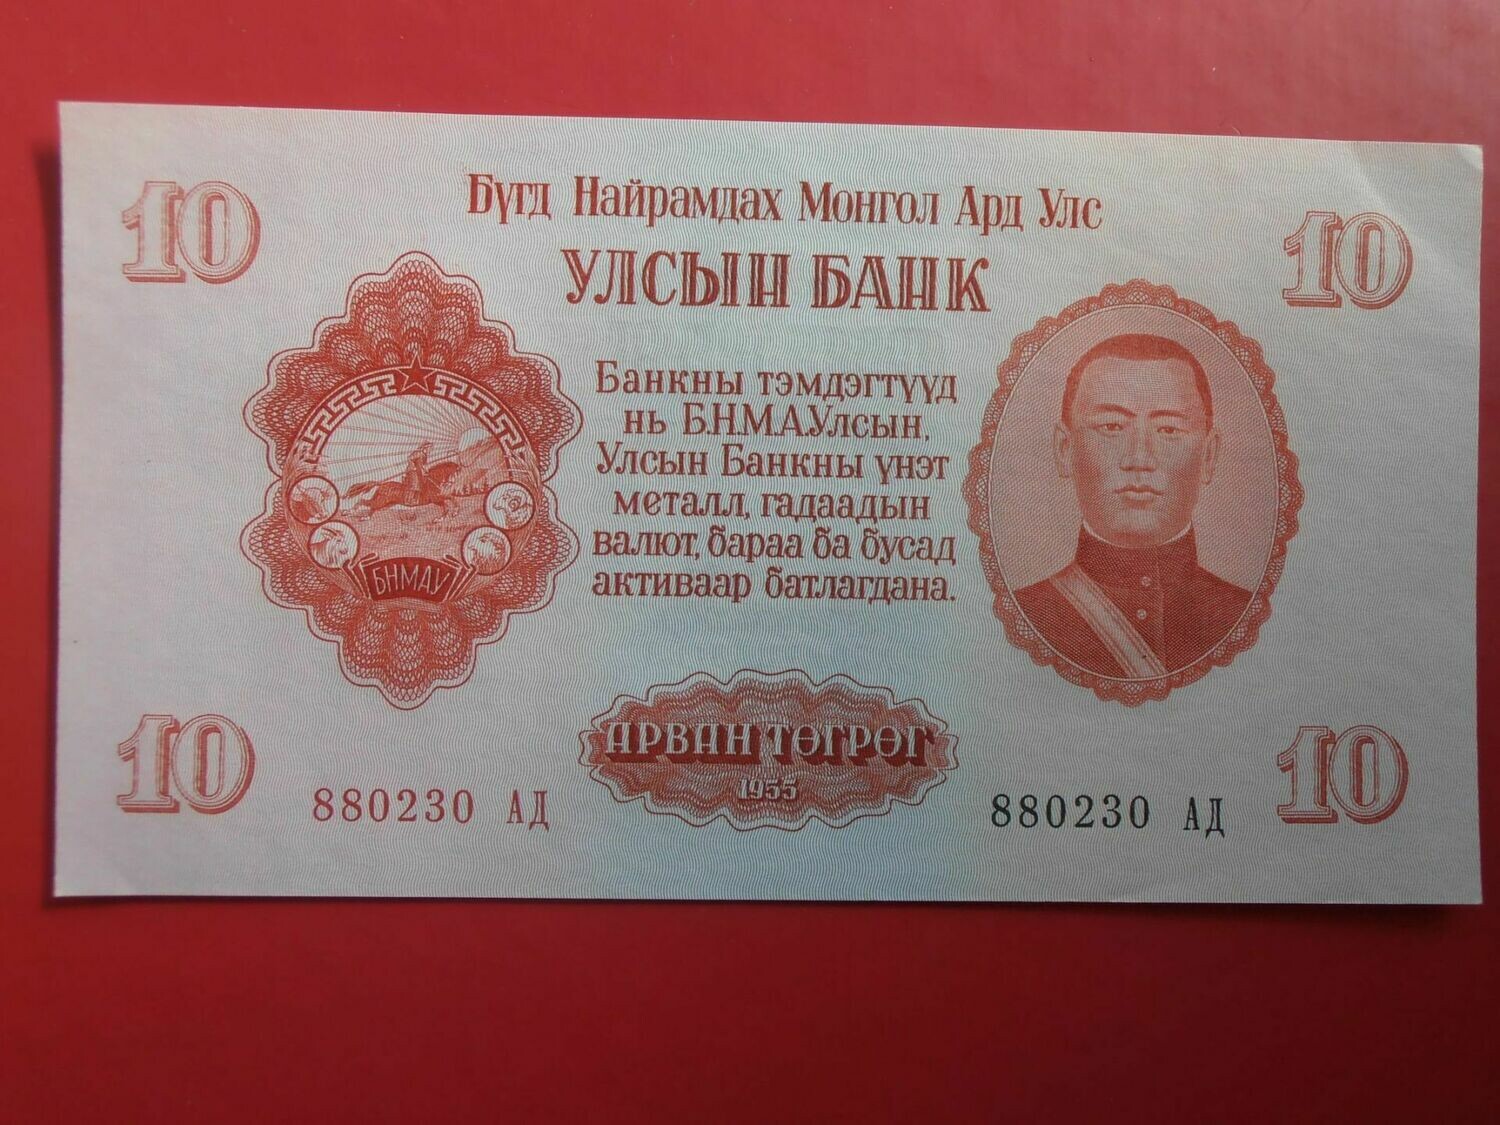 10
10
Бүгд Найрамдах Монгол Ард Улс
УЛСЫН БАНК
Банкны тэмдэгтүүд
нь Б.Н.М.А.Улсын,
Улсын Банкны үнэт
металл, гадаадын
валют, бараа ба бусад
активаар батлагдана.
БНМАУ
АРВАН ТӨГРӨГ
1955
10
880230 АД
880230 АД
10